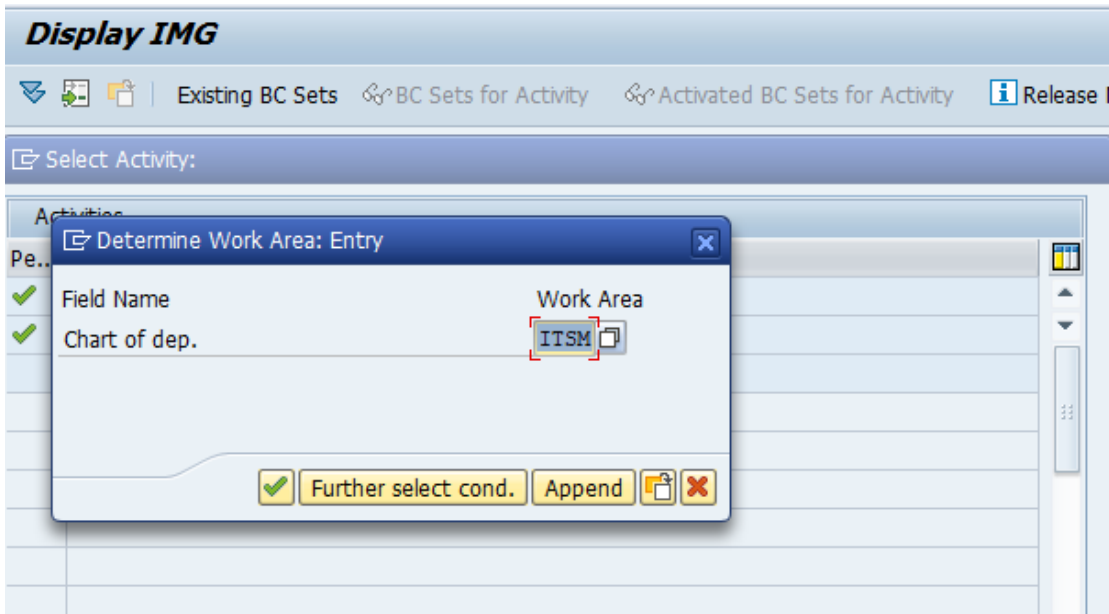 Display IMG
Existing BC Sets BC Sets for Activity Activated BC Sets for Activity Release
Select Activity:
Activities
Pe..
Determine Work Area: Entry
Field Name Work Area
Chart of dep. ITSM
Further select cond. Append